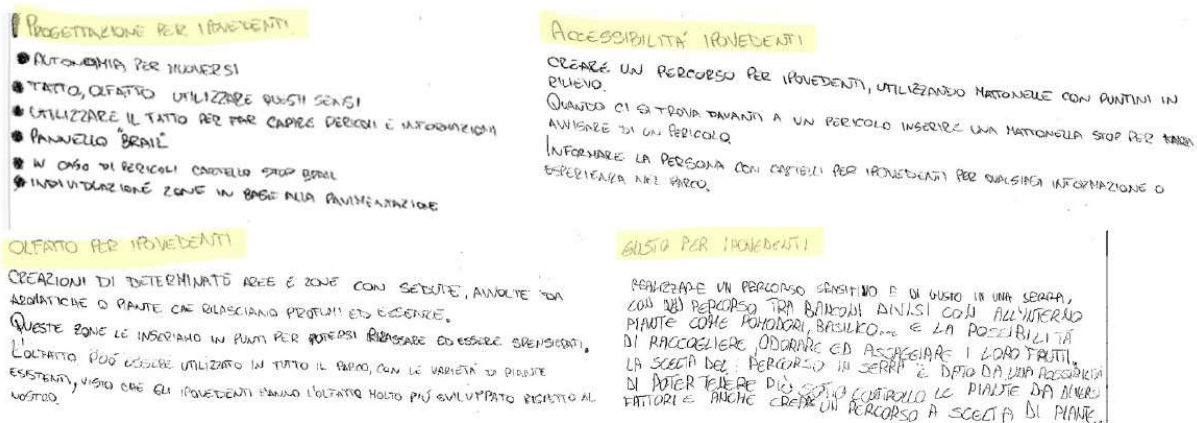 PROGETTAZIONE PER IPOVEDENTI
AUTONOMIA PER MUOVERSI
TATTO, OLFATTO UTILIZZARE QUESTI SENSI
UTILIZZARE IL TATTO PER FAR CAPIRE PERICOLI E INFORMAZIONI
PANNELLO "BRAIL"
IN CASO DI PERICOLI CARTELLO STOP BRAIL
INDIVIDUAZIONE ZONE IN BASE ALLA PAVIMENTAZIONE
ACCESSIBILITÁ IPOVEDENTI
CREARE UN PERCORSO PER IPOVEDENTI, UTILIZZANDO MATTONELLE CON PUNTINI IN
RILIEVO.
QUANDO CI SI TROVA DAVANTI A UN PERICOLO INSERIRE UNA MATTONELLA STOP PER
AVVISARE DI UN PERICOLO.
INFORMARE LA PERSONA CON CARTELLI PER IPOVEDENTI PER QUALSIASI INFORMAZIONE O
ESPERIENZA NEL PARCO.
OLFATTO PER IPOVEDENTI
CREAZIONI DI DETERMINATE AREE E ZONE CON SEDUTE, AVVOLTE DA
AROMATICHE O PIANTE CHE RILASCIANO PROFUMI ED ESSENZE.
QUESTE ZONE LE INSERIAMO IN PUNTI PER POTERSI RILASSARE ED ESSERE SPENSIERATI.
L'OLFATTO PUÓ ESSERE UTILIZZATO IN TUTTO IL PARCO, CON LE VARIETÁ DI PIANTE
ESISTENTI, VISTO CHE GLI IPOVEDENTI HANNO L'OLFATTO MOLTO PIÚ SVILUPPATO RISPETTO AL
NOSTRO.
GUSTO PER IPOVEDENTI
REALIZZARE UN PERCORSO SENSITIVO E DI GUSTO IN UNA SERRA,
CON UN PERCORSO TRA BANCONI DIVISI CON ALL'INTERNO
PIANTE COME POMODORI, BASILICO... E LA POSSIBILITÁ
DI RACCOGLIERE, ODORARE ED ASSAGGIARE I LORO FRUTTI.
LA SCELTA DEL PERCORSO IN SERRA É DATO DA UNA POSSIBILITÁ
DI POTER TENERE PIÚ SOTTO CONTROLLO LE PIANTE DA DIVERSI
FATTORI E ANCHE CREARE UN PERCORSO A SCELTA DI PIANTE.